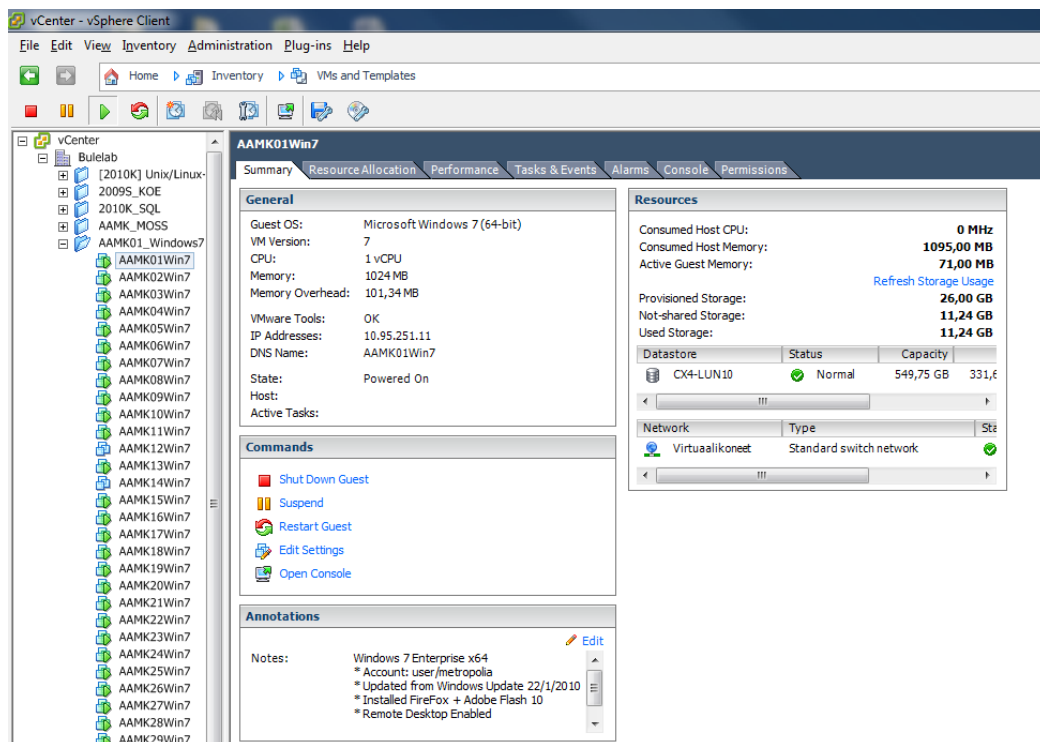 vCenter - vSphere Client
File Edit View Inventory Administration Plug-ins Help
Home Inventory VMs and Templates
vCenter
Bulelab
[2010K] Unix/Linux-
2009S_KOE
2010K_SQL
AAMK_MOSS
AAMK01_Windows7
AAMK01Win7
AAMK02Win7
AAMK03Win7
AAMK04Win7
AAMK05Win7
AAMK06Win7
AAMK07Win7
AAMK08Win7
AAMK09Win7
AAMK10Win7
AAMK11Win7
AAMK12Win7
AAMK13Win7
AAMK14Win7
AAMK15Win7
AAMK16Win7
AAMK17Win7
AAMK18Win7
AAMK19Win7
AAMK20Win7
AAMK21Win7
AAMK22Win7
AAMK23Win7
AAMK24Win7
AAMK25Win7
AAMK26Win7
AAMK27Win7
AAMK28Win7
AAMK29Win7
AAMK01Win7
Summary Resource Allocation Performance Tasks & Events Alarms Console Permissions
General
Guest OS: Microsoft Windows 7 (64-bit)
VM Version: 7
CPU: 1 vCPU
Memory: 1024 MB
Memory Overhead: 101,34 MB
VMware Tools: OK
IP Addresses: 10.95.251.11
DNS Name: AAMK01Win7
State: Powered On
Host:
Active Tasks:
Commands
Shut Down Guest
Suspend
Restart Guest
Edit Settings
Open Console
Annotations
Edit
Notes: Windows 7 Enterprise x64
* Account: user/metropolia
* Updated from Windows Update 22/1/2010
* Installed FireFox + Adobe Flash 10
* Remote Desktop Enabled
Resources
Consumed Host CPU: 0 MHz
Consumed Host Memory: 1095,00 MB
Active Guest Memory: 71,00 MB
Refresh Storage Usage
Provisioned Storage: 26,00 GB
Not-shared Storage: 11,24 GB
Used Storage: 11,24 GB
Datastore Status Capacity
CX4-LUN10 Normal 549,75 GB 331,6
Network Type Sta
Virtuaalikoneet Standard switch network